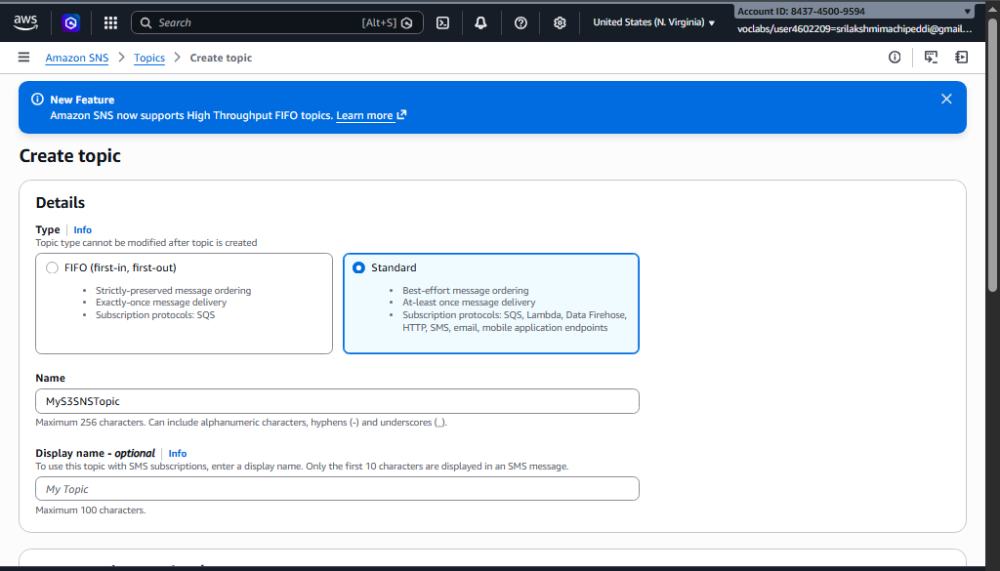 aws
Search
[Alt+S]
United States (N. Virginia)
Account ID: 8437-4500-9594
voclabs/user4602209=srilakshmimachipeddi@gmail...
Amazon SNS
Topics
Create topic
New Feature
Amazon SNS now supports High Throughput FIFO topics. Learn more
Create topic
Details
Type
Info
Topic type cannot be modified after topic is created
FIFO (first-in, first-out)
• Strictly-preserved message ordering
• Exactly-once message delivery
• Subscription protocols: SQS
Standard
• Best-effort message ordering
• At-least once message delivery
• Subscription protocols: SQS, Lambda, Data Firehose,
HTTP, SMS, email, mobile application endpoints
Name
MyS3SNSTopic
Maximum 256 characters. Can include alphanumeric characters, hyphens (-) and underscores (_).
Display name - optional
Info
To use this topic with SMS subscriptions, enter a display name. Only the first 10 characters are displayed in an SMS message.
My Topic
Maximum 100 characters.